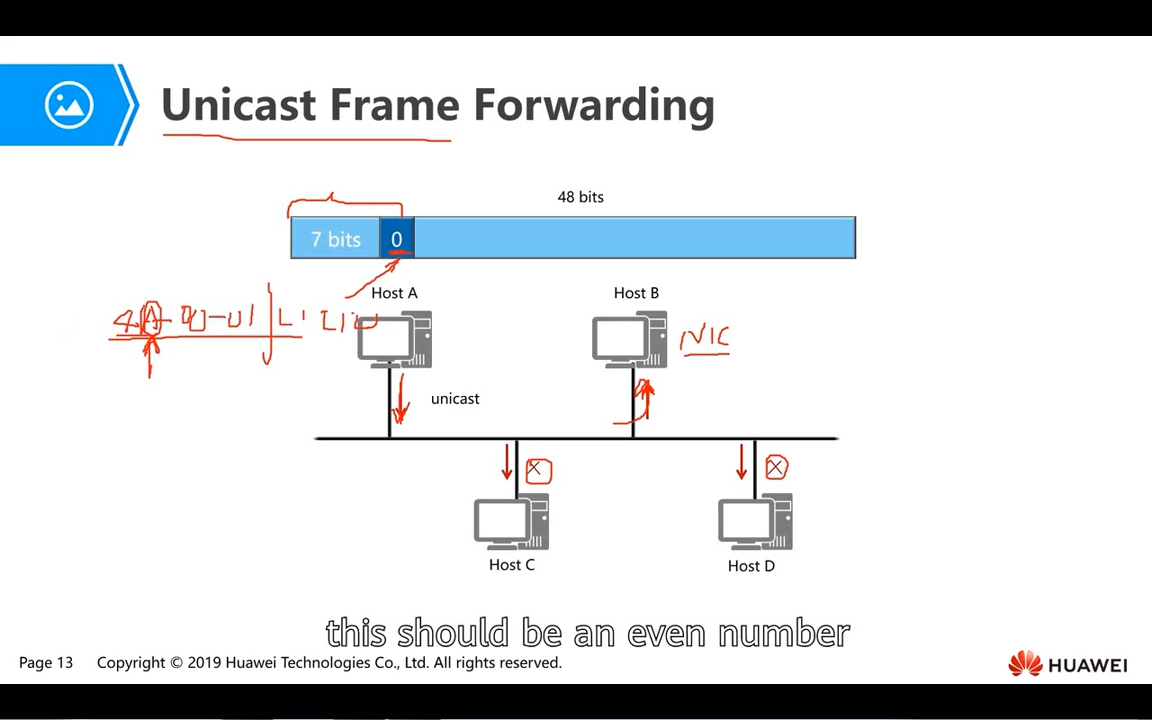 Unicast Frame Forwarding
48 bits
7 bits 0
Host A Host B
NIC
unicast
Host C Host D
this should be an even number
Page 13 Copyright © 2019 Huawei Technologies Co., Ltd. All rights reserved. HUAWEI